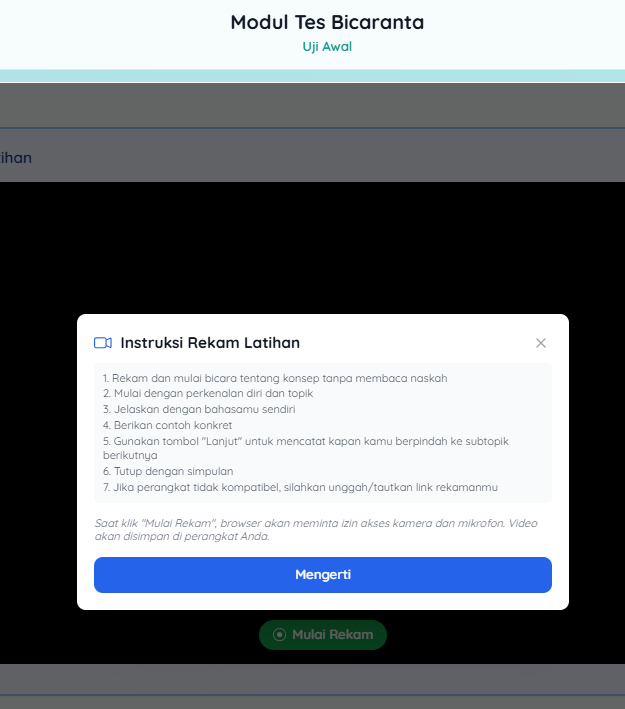 Modul Tes Bicaranta
Uji Awal
ihan
Instruksi Rekam Latihan
1. Rekam dan mulai bicara tentang konsep tanpa membaca naskah
2. Mulai dengan perkenalan diri dan topik
3. Jelaskan dengan bahasamu sendiri
4. Berikan contoh konkret
5. Gunakan tombol "Lanjut" untuk mencatat kapan kamu berpindah ke subtopik
berikutnya
6. Tutup dengan simpulan
7. Jika perangkat tidak kompatibel, silahkan unggah/tautkan link rekamanmu
Saat klik "Mulai Rekam", browser akan meminta izin akses kamera dan mikrofon. Video
akan disimpan di perangkat Anda.
Mengerti
Mulai Rekam